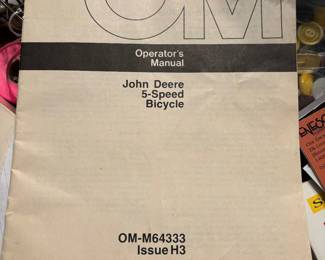 OM
Operator's
Manual
John Deere
5-Speed
Bicycle
OM-M64333
Issue H3